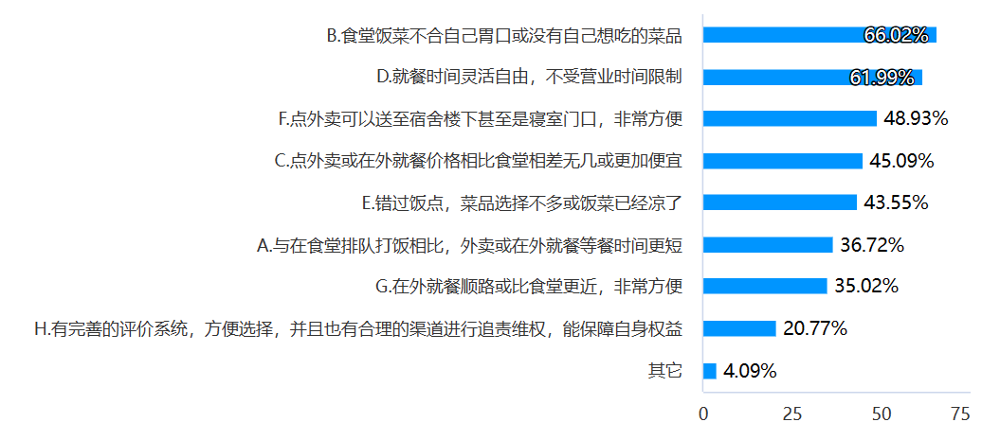 B.食堂饭菜不合自己胃口或没有自己想吃的菜品 66.02%
D.就餐时间灵活自由，不受营业时间限制 61.99%
F.点外卖可以送至宿舍楼下甚至是寝室门口，非常方便 48.93%
C.点外卖或在外就餐价格相比食堂相差无几或更加便宜 45.09%
E.错过饭点，菜品选择不多或饭菜已经凉了 43.55%
A.与在食堂排队打饭相比，外卖或在外就餐等餐时间更短 36.72%
G.在外就餐顺路或比食堂更近，非常方便 35.02%
H.有完善的评价系统，方便选择，并且也有合理的渠道进行追责维权，能保障自身权益 20.77%
其它 4.09%
0 25 50 75